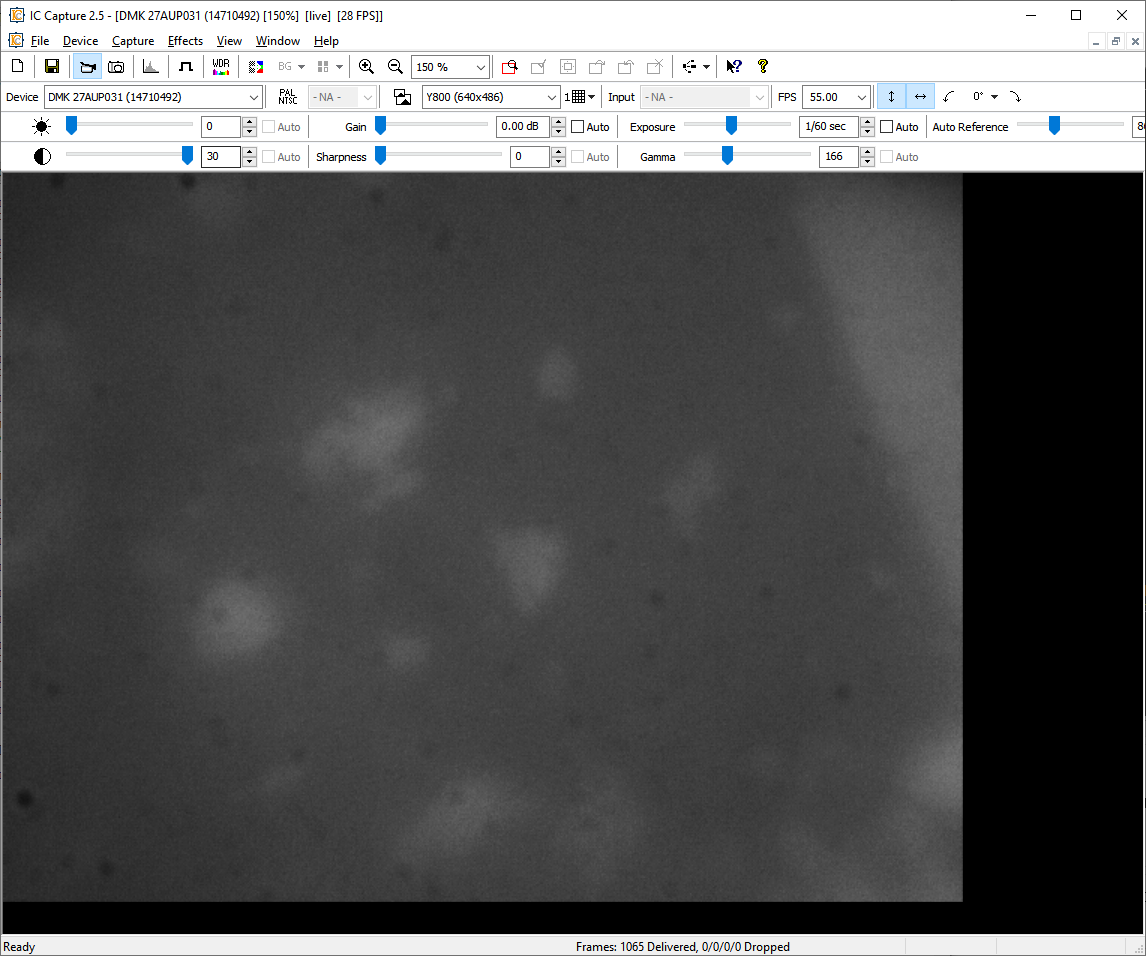 IC Capture 2.5 - [DMK 27AUP031 (14710492) [150%]  [live]  [28 FPS]]
File Device Capture Effects View Window Help
WDR BG 150 %
Device DMK 27AUP031 (14710492) PAL NTSC - NA - Y800 (640x486) 1 Input - NA - FPS 55.00 0°
0 Auto Gain 0.00 dB Auto Exposure 1/60 sec Auto Auto Reference
30 Auto Sharpness 0 Auto Gamma 166 Auto
Ready Frames: 1065 Delivered, 0/0/0/0 Dropped